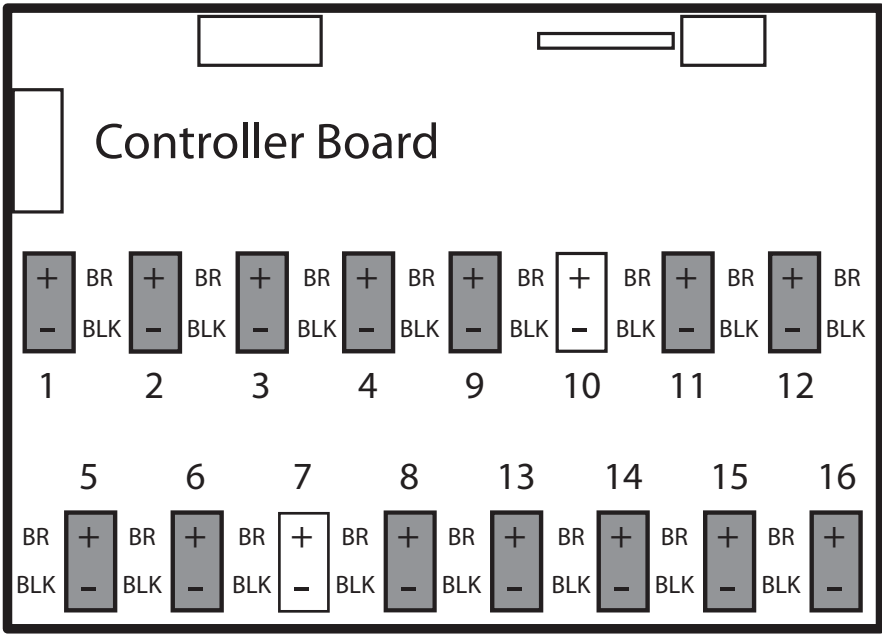 Controller Board
+ BR + BR + BR + BR + BR + BR + BR + BR
- BLK - BLK - BLK - BLK - BLK - BLK - BLK - BLK
1 2 3 4 9 10 11 12
5 6 7 8 13 14 15 16
BR + BR + BR + BR + BR + BR + BR + BR +
BLK - BLK - BLK - BLK - BLK - BLK - BLK - BLK -